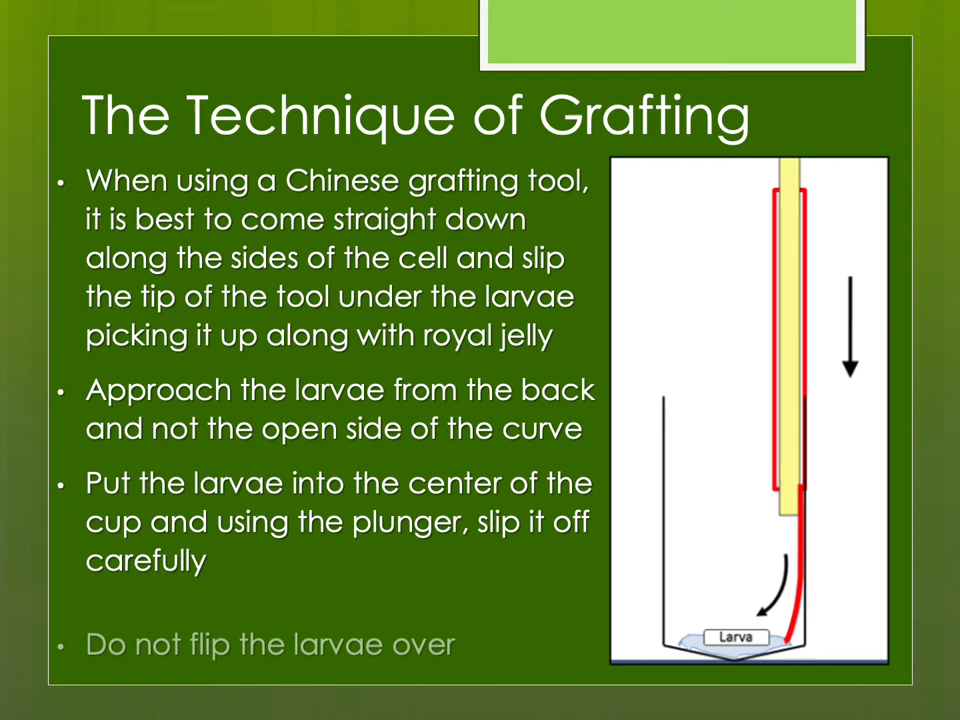 The Technique of Grafting
• When using a Chinese grafting tool,
it is best to come straight down
along the sides of the cell and slip
the tip of the tool under the larvae
picking it up along with royal jelly
• Approach the larvae from the back
and not the open side of the curve
• Put the larvae into the center of the
cup and using the plunger, slip it off
carefully
• Do not flip the larvae over
Larva